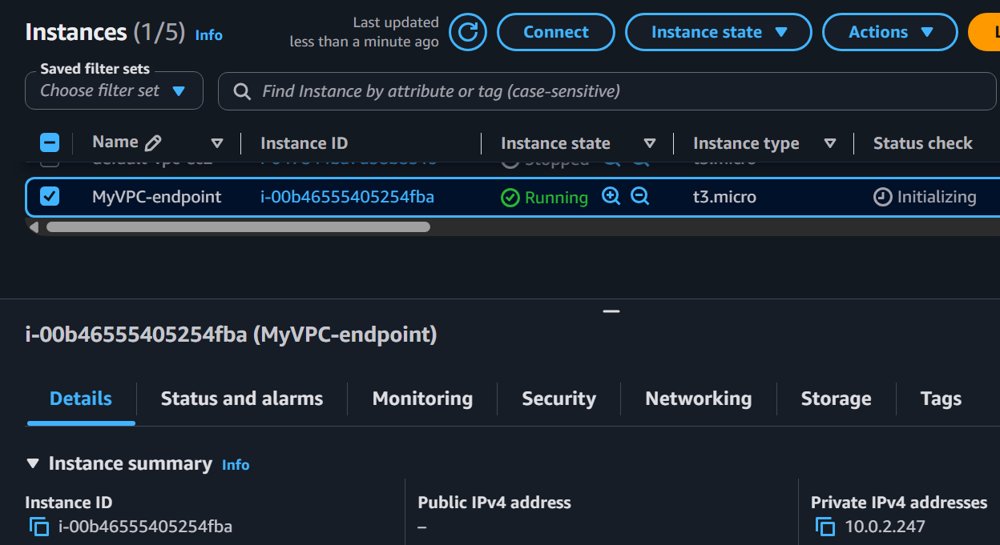 Instances (1/5) Info
Last updated
less than a minute ago
Connect
Instance state
Actions
Saved filter sets
Choose filter set
Find Instance by attribute or tag (case-sensitive)
Name Instance ID Instance state Instance type Status check
Stopped t3.micro
MyVPC-endpoint i-00b46555405254fba Running t3.micro Initializing
i-00b46555405254fba (MyVPC-endpoint)
Details Status and alarms Monitoring Security Networking Storage Tags
Instance summary Info
Instance ID Public IPv4 address Private IPv4 addresses
i-00b46555405254fba – 10.0.2.247